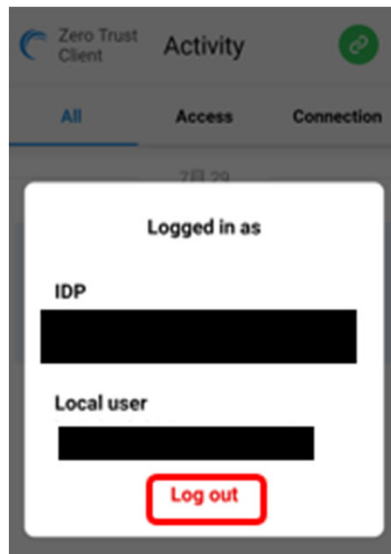 Zero Trust
Client
Activity
All
Access
Connection
7月 29
Logged in as
IDP
Local user
Log out